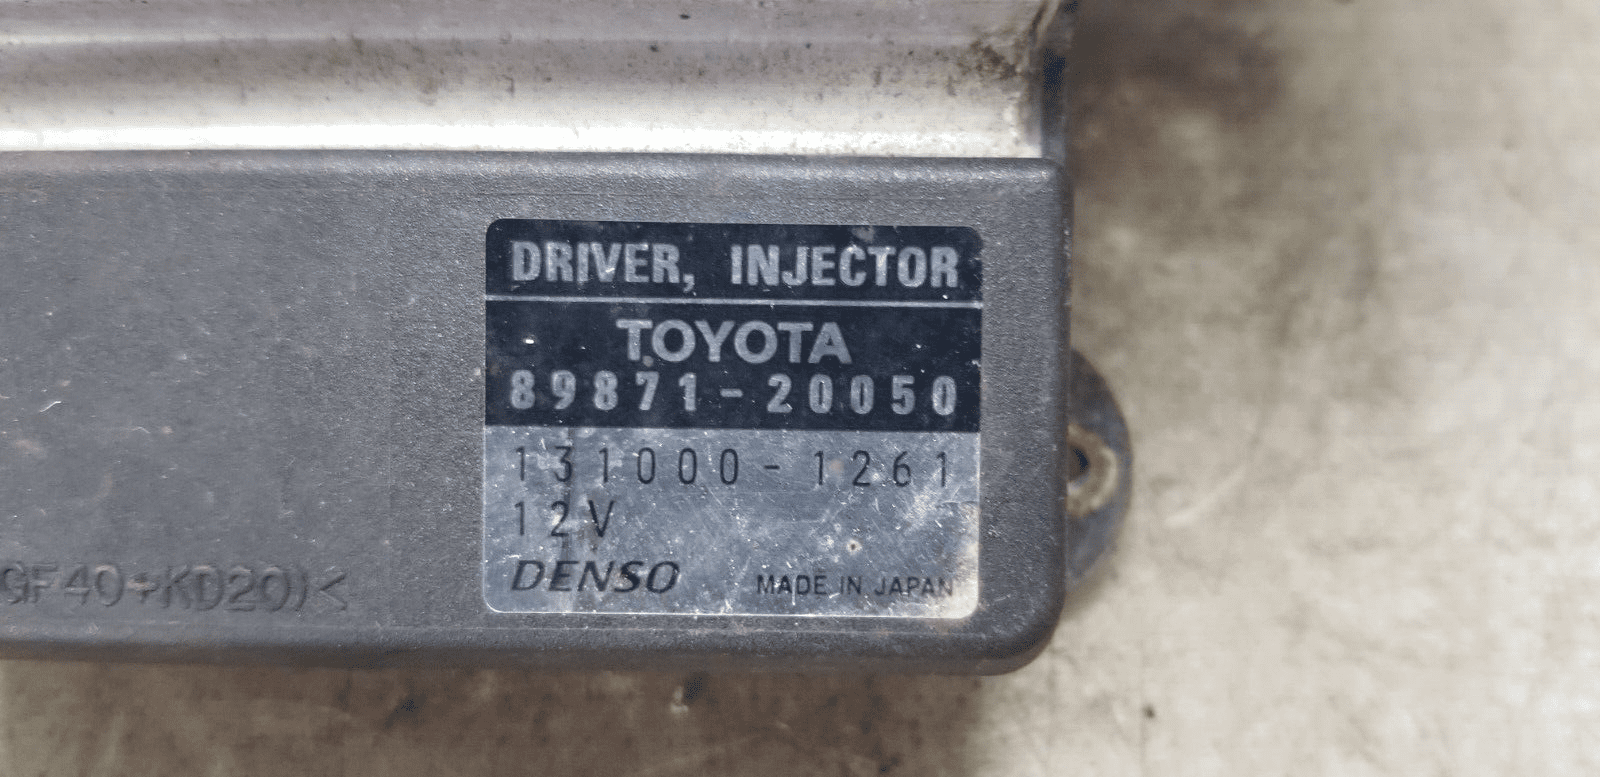 DRIVER, INJECTOR
TOYOTA
89871-20050
131000-1261
12V
DENSO MADE IN JAPAN
GF40+KD20)<